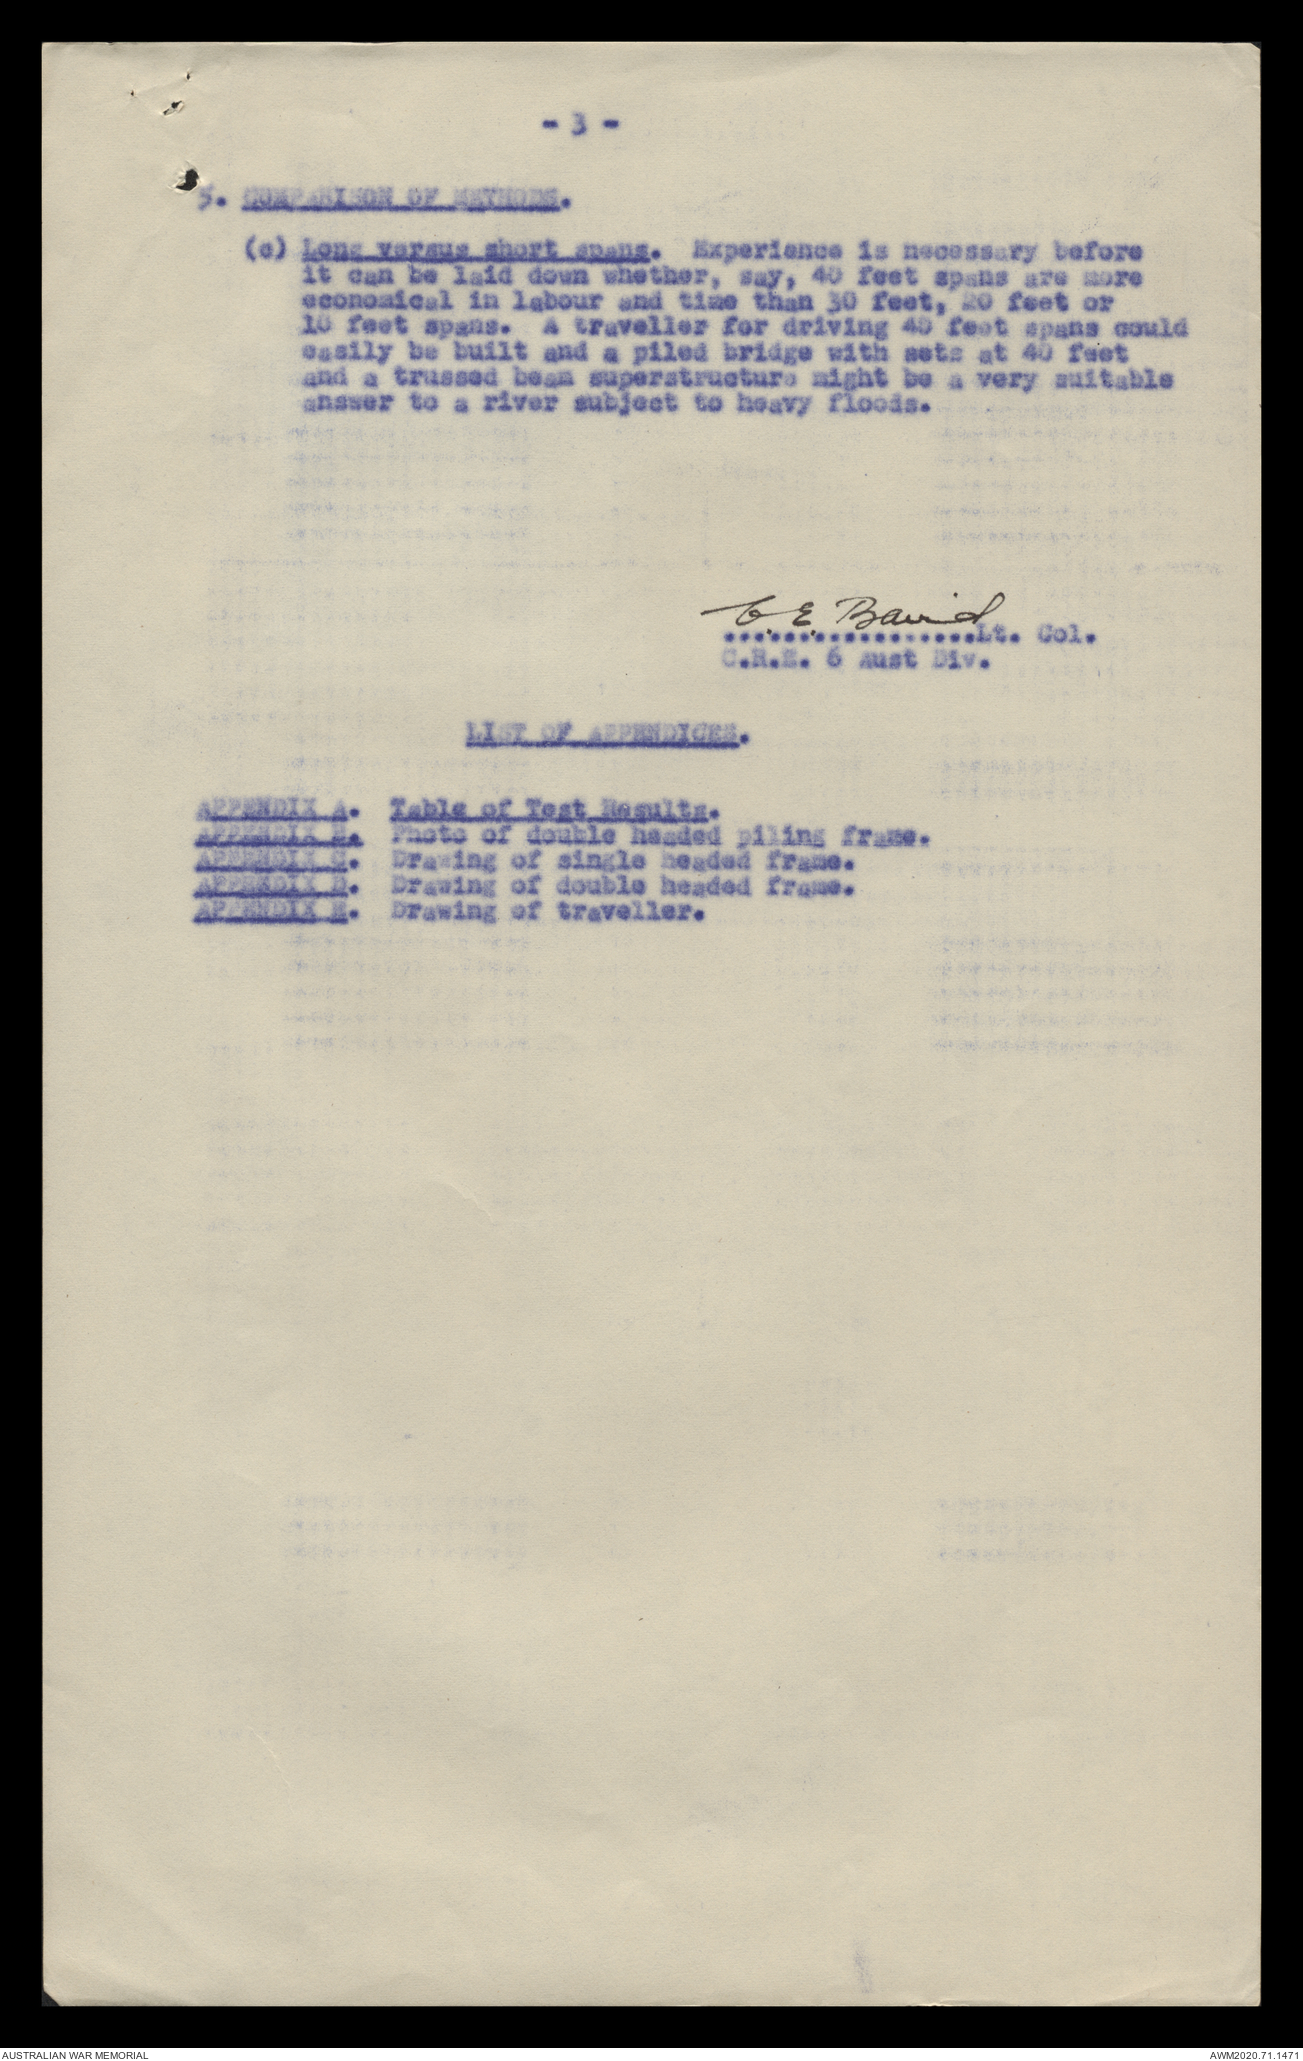 - 3 -
5. COMPARISON OF METHODS.
(c) Long versus short spans. Experience is necessary before
it can be laid down whether, say, 40 feet spans are more
economical in labour and time than 30 feet, 20 feet or
10 feet spans. A traveller for driving 40 feet spans could
easily be built and a piled bridge with sets at 40 feet
and a trussed beam superstructure might be a very suitable
answer to a river subject to heavy floods.
C. E. Baird
..................Lt. Col.
C.R.E. 6 Aust Div.
LIST OF APPENDICES.
APPENDIX A. Table of Test Results.
APPENDIX B. Photo of double headed piling frame.
APPENDIX C. Drawing of single headed frame.
APPENDIX D. Drawing of double headed frame.
APPENDIX E. Drawing of traveller.
AUSTRALIAN WAR MEMORIAL
AWM2020.71.1471